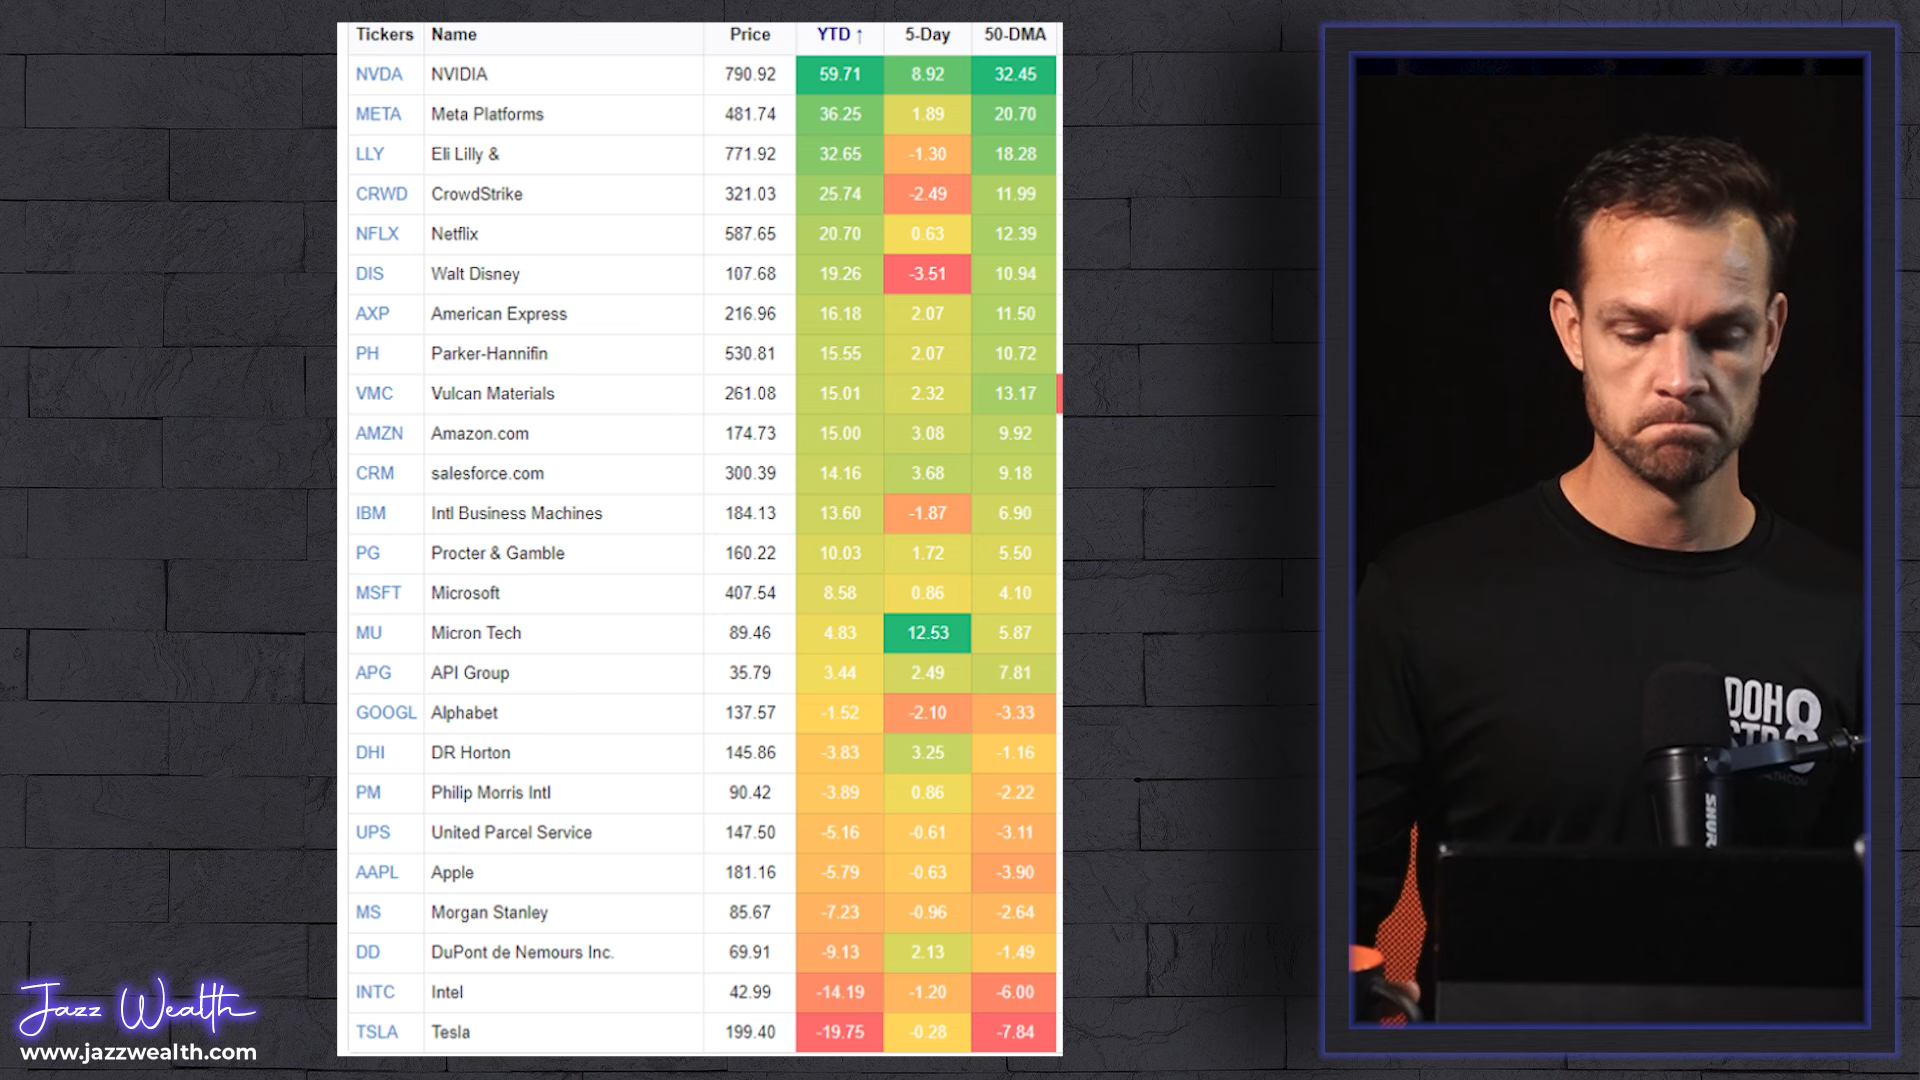 Tickers Name Price YTD ↑ 5-Day 50-DMA
NVDA NVIDIA 790.92 59.71 8.92 32.45
META Meta Platforms 481.74 36.25 1.89 20.70
LLY Eli Lilly & 771.92 32.65 -1.30 18.28
CRWD CrowdStrike 321.03 25.74 -2.49 11.99
NFLX Netflix 587.65 20.70 0.63 12.39
DIS Walt Disney 107.68 19.26 -3.51 10.94
AXP American Express 216.96 16.18 2.07 11.50
PH Parker-Hannifin 530.81 15.55 2.07 10.72
VMC Vulcan Materials 261.08 15.01 2.32 13.17
AMZN Amazon.com 174.73 15.00 3.08 9.92
CRM salesforce.com 300.39 14.16 3.68 9.18
IBM Intl Business Machines 184.13 13.60 -1.87 6.90
PG Procter & Gamble 160.22 10.03 1.72 5.50
MSFT Microsoft 407.54 8.58 0.86 4.10
MU Micron Tech 89.46 4.83 12.53 5.87
APG API Group 35.79 3.44 2.49 7.81
GOOGL Alphabet 137.57 -1.52 -2.10 -3.33
DHI DR Horton 145.86 -3.83 3.25 -1.16
PM Philip Morris Intl 90.42 -3.89 0.86 -2.22
UPS United Parcel Service 147.50 -5.16 -0.61 -3.11
AAPL Apple 181.16 -5.79 -0.63 -3.90
MS Morgan Stanley 85.67 -7.23 -0.96 -2.64
DD DuPont de Nemours Inc. 69.91 -9.13 2.13 -1.49
INTC Intel 42.99 -14.19 -1.20 -6.00
TSLA Tesla 199.40 -19.75 -0.28 -7.84
Jazz Wealth
www.jazzwealth.com
DOH
8
SHUR